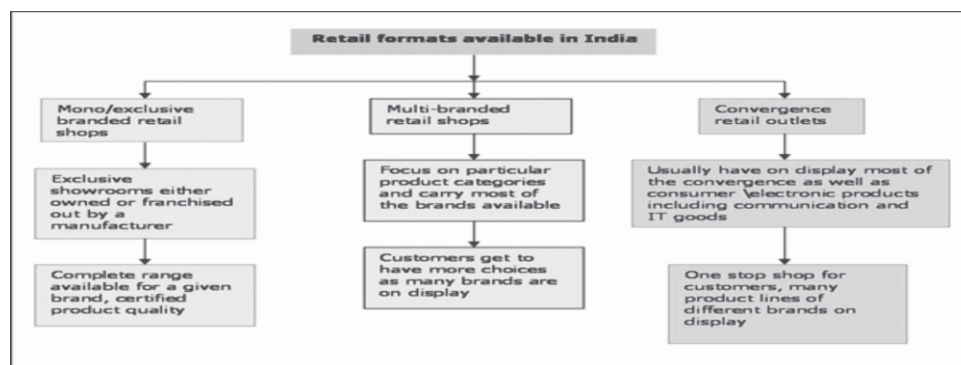 Retail formats available in India
Mono/exclusive
branded retail
shops
Exclusive
showrooms either
owned or franchised
out by a
manufacturer
Complete range
available for a given
brand, certified
product quality
Multi-branded
retail shops
Focus on particular
product categories
and carry most of
the brands available
Customers get to
have more choices
as many brands are
on display
Convergence
retail outlets
Usually have on display most of
the convergence as well as
consumer \electronic products
including communication and
IT goods
One stop shop for
customers, many
product lines of
different brands on
display